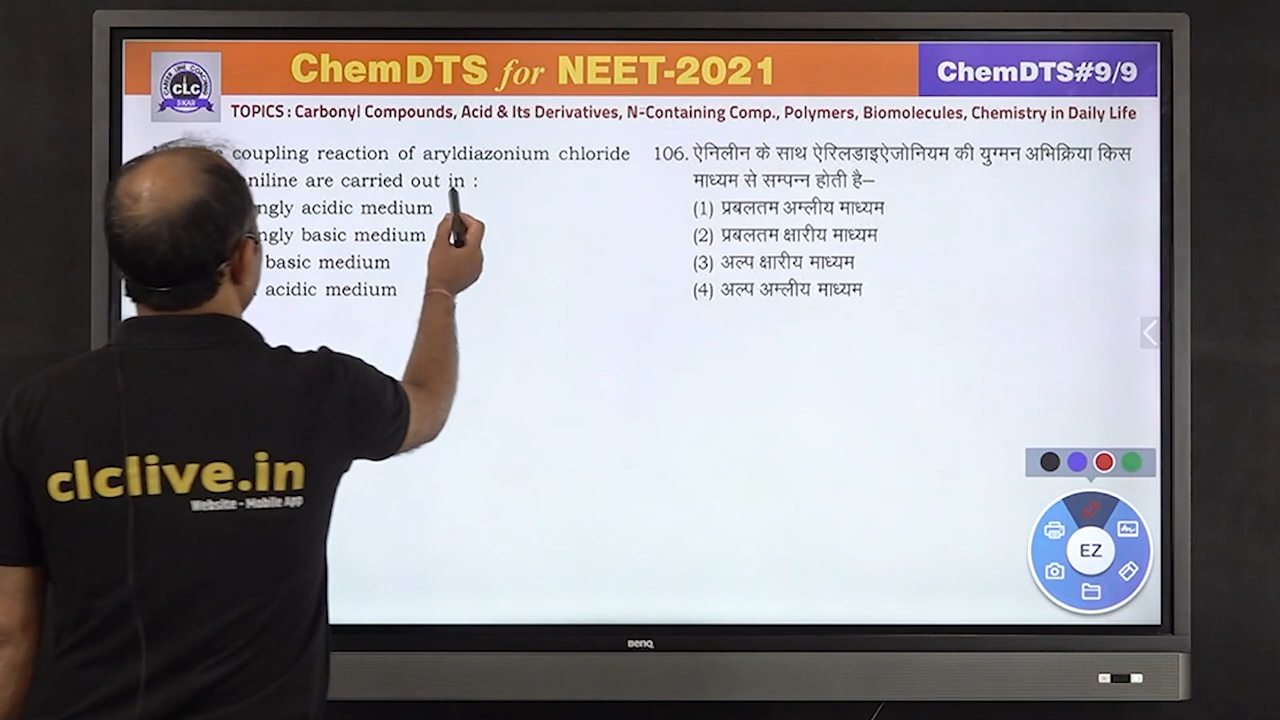 ChemDTS for NEET-2021
ChemDTS#9/9
CLC
SIKAR
TOPICS : Carbonyl Compounds, Acid & Its Derivatives, N-Containing Comp., Polymers, Biomolecules, Chemistry in Daily Life
coupling reaction of aryldiazonium chloride
niline are carried out in :
ngly acidic medium
ngly basic medium
basic medium
acidic medium
106. ऐनिलीन के साथ ऐरिलडाइऐजोनियम की युग्मन अभिक्रिया किस
माध्यम से सम्पन्न होती है–
(1) प्रबलतम अम्लीय माध्यम
(2) प्रबलतम क्षारीय माध्यम
(3) अल्प क्षारीय माध्यम
(4) अल्प अम्लीय माध्यम
EZ
clclive.in
Website - Mobile App
BenQ